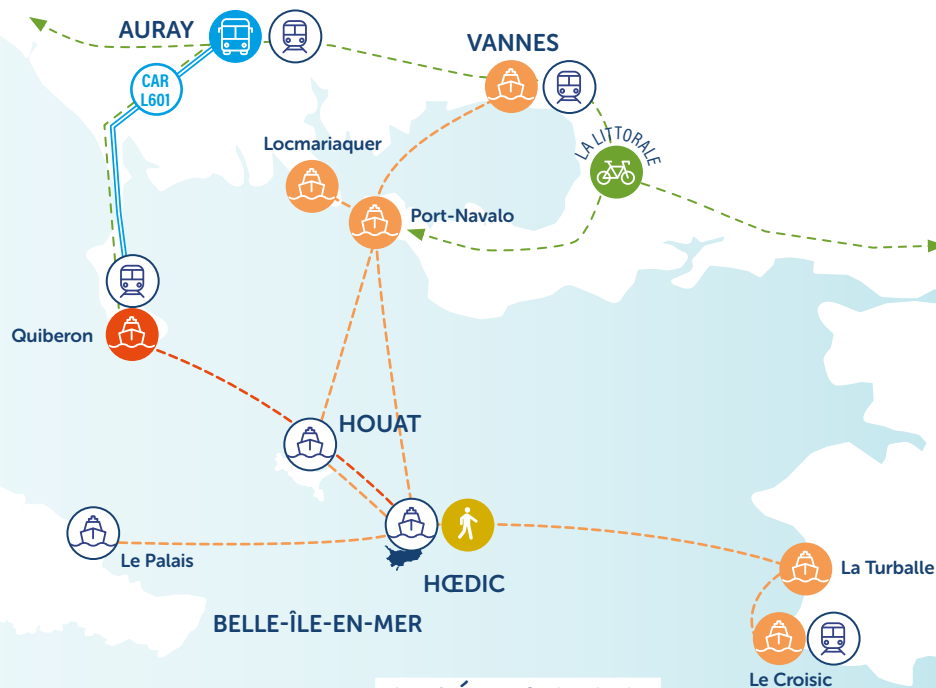 AURAY
VANNES
CAR
L601
LA LITTORALE
Locmariaquer
Port-Navalo
Quiberon
HOUAT
Le Palais
HŒDIC
La Turballe
BELLE-ÎLE-EN-MER
Le Croisic